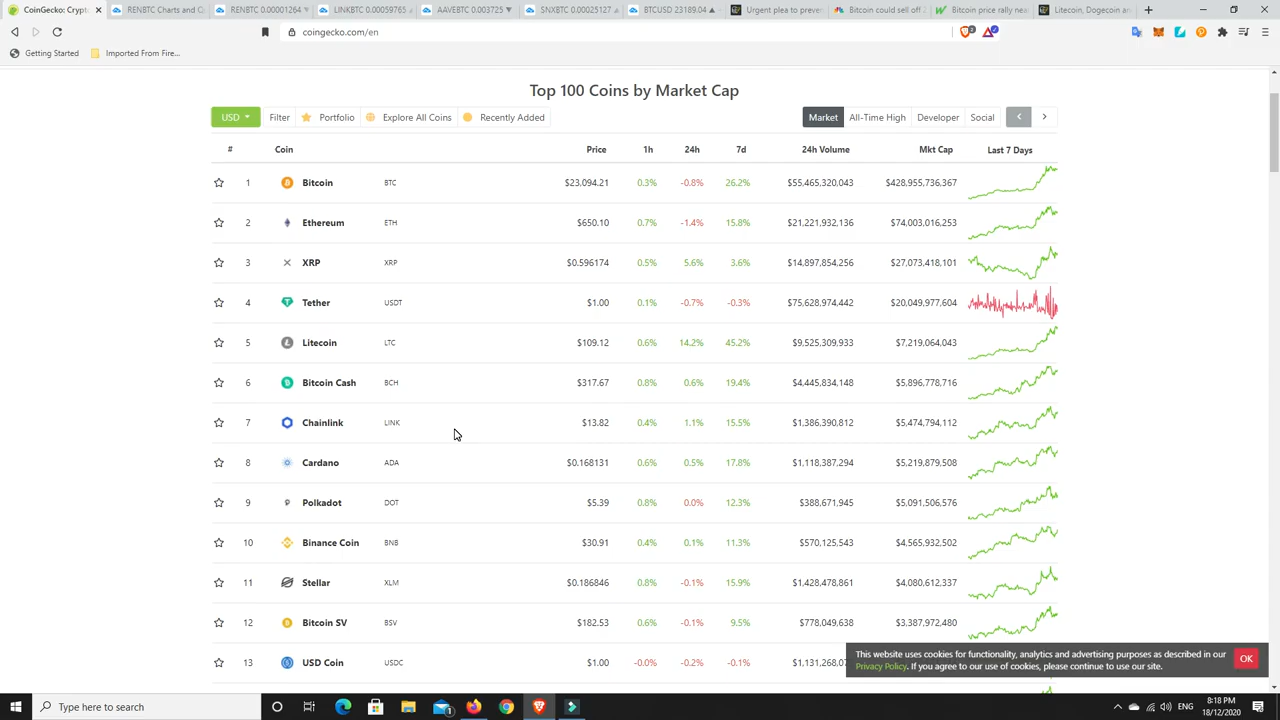 CoinGecko: Crypto
RENBTC Charts and Q
RENBTC 0.00001264
LINKBTC 0.00059765
AAVEBTC 0.003725
SNXBTC 0.00025127
BTCUSD 23189.04
Urgent plea to preve
Bitcoin could sell off
Bitcoin price rally nea
Litecoin, Dogecoin an
coingecko.com/en
Getting Started
Imported From Fire...
Top 100 Coins by Market Cap
USD Filter Portfolio Explore All Coins Recently Added Market All-Time High Developer Social
# Coin Price 1h 24h 7d 24h Volume Mkt Cap Last 7 Days
1 Bitcoin BTC $23,094.21 0.3% -0.8% 26.2% $55,465,320,043 $428,955,736,367
2 Ethereum ETH $650.10 0.7% -1.4% 15.8% $21,221,932,136 $74,003,016,253
3 XRP XRP $0.596174 0.5% 5.6% 3.6% $14,897,854,256 $27,073,418,101
4 Tether USDT $1.00 0.1% -0.7% -0.3% $75,628,974,442 $20,049,977,604
5 Litecoin LTC $109.12 0.6% 14.2% 45.2% $9,525,309,933 $7,219,064,043
6 Bitcoin Cash BCH $317.67 0.8% 0.6% 19.4% $4,445,834,148 $5,896,778,716
7 Chainlink LINK $13.82 0.4% 1.1% 15.5% $1,386,390,812 $5,474,794,112
8 Cardano ADA $0.168131 0.6% 0.5% 17.8% $1,118,387,294 $5,219,879,508
9 Polkadot DOT $5.39 0.8% 0.0% 12.3% $388,671,945 $5,091,506,576
10 Binance Coin BNB $30.91 0.4% 0.1% 11.3% $570,125,543 $4,565,932,502
11 Stellar XLM $0.186846 0.8% -0.1% 15.9% $1,428,478,861 $4,080,612,337
12 Bitcoin SV BSV $182.53 0.6% -0.1% 9.5% $778,049,638 $3,387,972,480
13 USD Coin USDC $1.00 -0.0% -0.2% -0.1%
This website uses cookies for functionality, analytics and advertising purposes as described in our
Privacy Policy. If you agree to our use of cookies, please continue to use our site.
OK
Type here to search
8:18 PM
18/12/2020